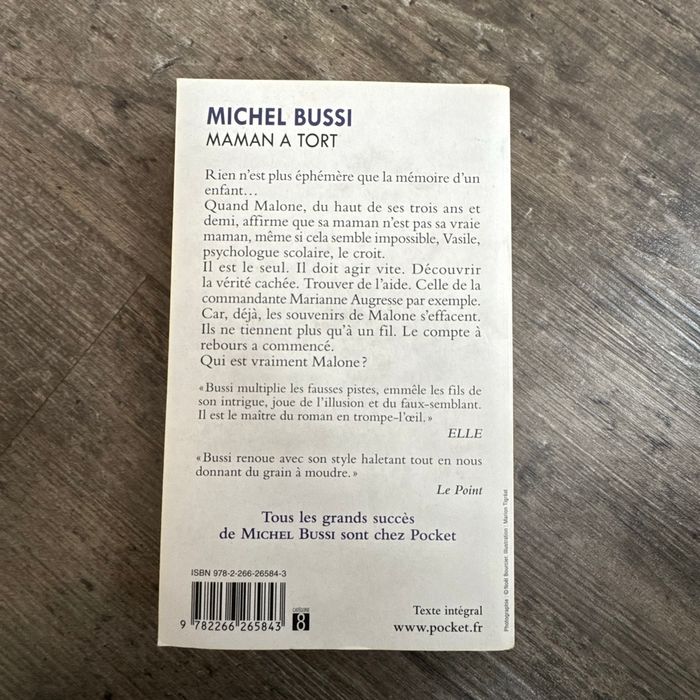 MICHEL BUSSI
MAMAN A TORT
Rien n'est plus éphémère que la mémoire d'un
enfant…
Quand Malone, du haut de ses trois ans et
demi, affirme que sa maman n'est pas sa vraie
maman, même si cela semble impossible, Vasile,
psychologue scolaire, le croit.
Il est le seul. Il doit agir vite. Découvrir
la vérité cachée. Trouver de l'aide. Celle de la
commandante Marianne Augresse par exemple.
Car, déjà, les souvenirs de Malone s'effacent.
Ils ne tiennent plus qu'à un fil. Le compte à
rebours a commencé.
Qui est vraiment Malone ?
« Bussi multiplie les fausses pistes, emmêle les fils de
son intrigue, joue de l'illusion et du faux-semblant.
Il est le maître du roman en trompe-l'œil. »
ELLE
« Bussi renoue avec son style haletant tout en nous
donnant du grain à moudre. »
Le Point
Tous les grands succès
de MICHEL BUSSI sont chez Pocket
ISBN 978-2-266-26584-3
9 782266 265843
CATÉGORIE
8
Texte intégral
www.pocket.fr
Photographie : © Noël Bourcier. Illustration : Marion Tigréat